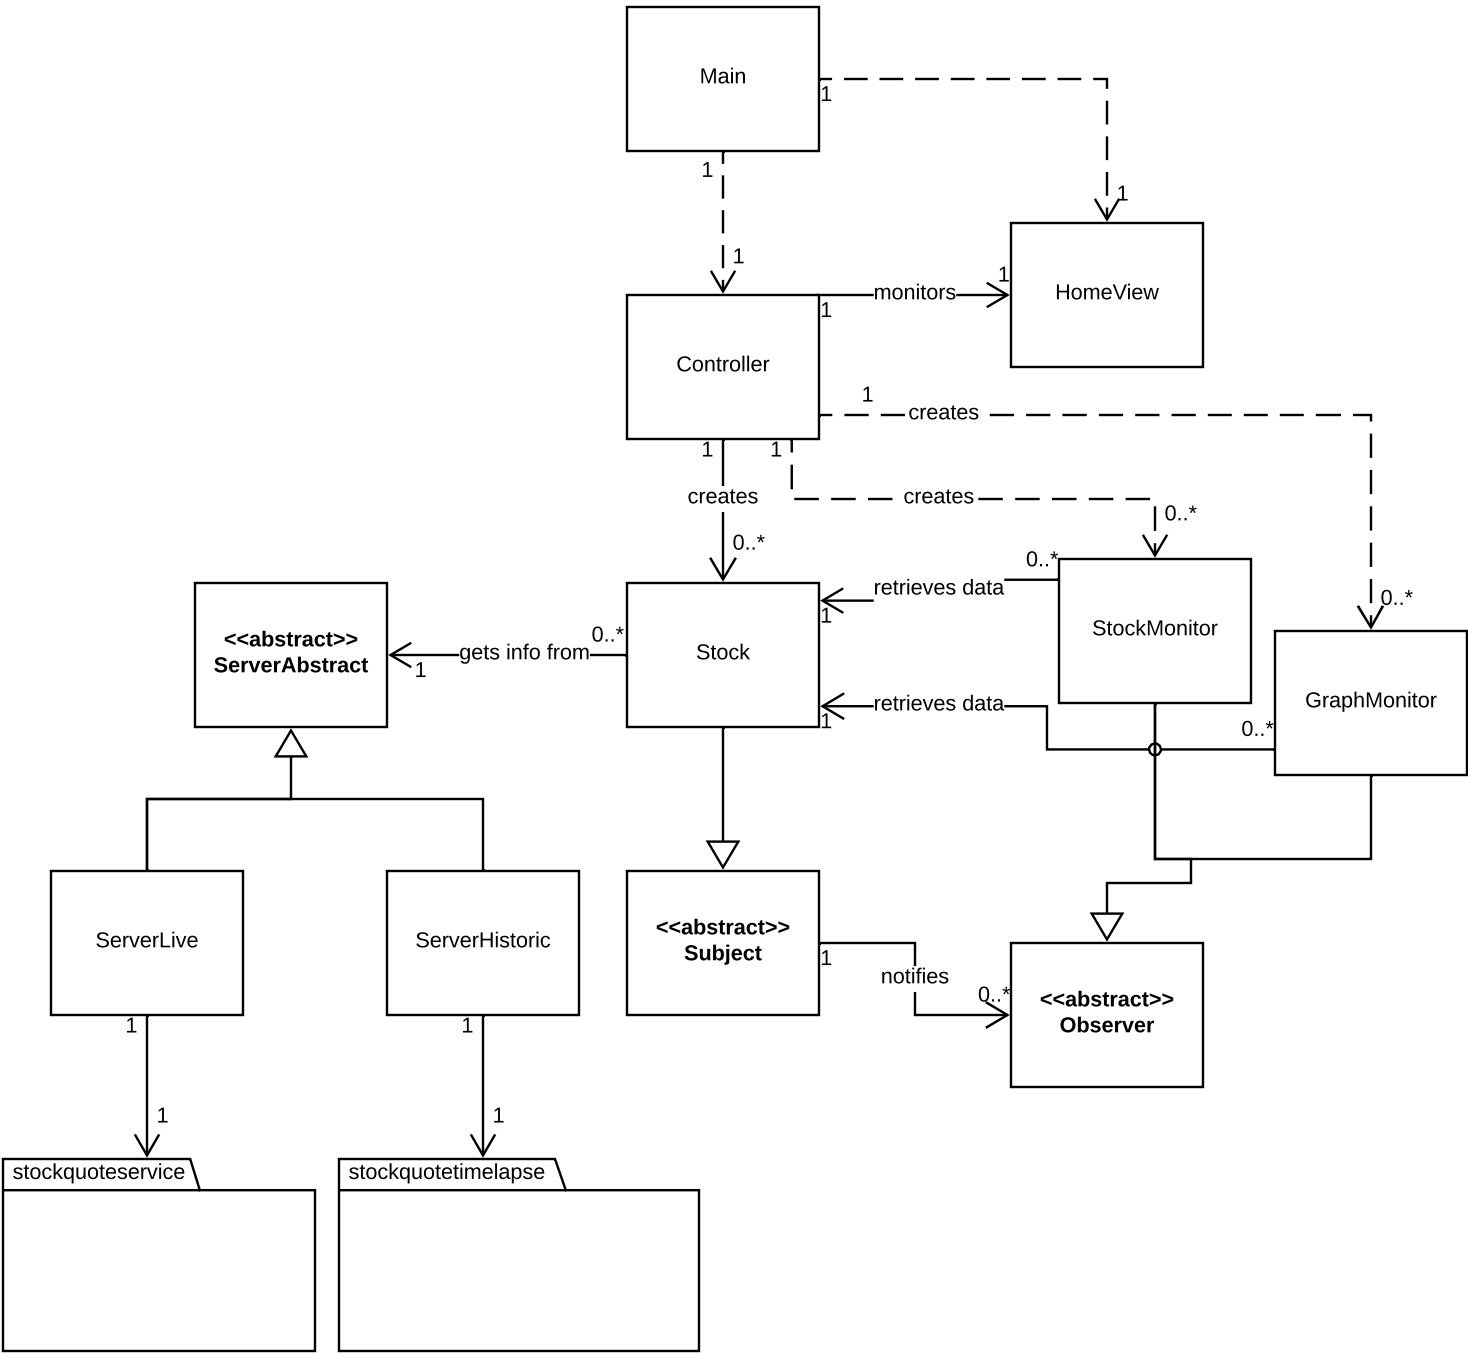 Main
1
1
1
1
HomeView
monitors
1
1
Controller
1
creates
1
1
creates
creates
0..*
0..*
0..*
retrieves data
1
StockMonitor
0..*
<<abstract>>
ServerAbstract
gets info from
0..*
1
Stock
retrieves data
1
GraphMonitor
0..*
ServerLive
ServerHistoric
<<abstract>>
Subject
1
notifies
0..*
<<abstract>>
Observer
1
1
1
1
stockquoteservice
stockquotetimelapse